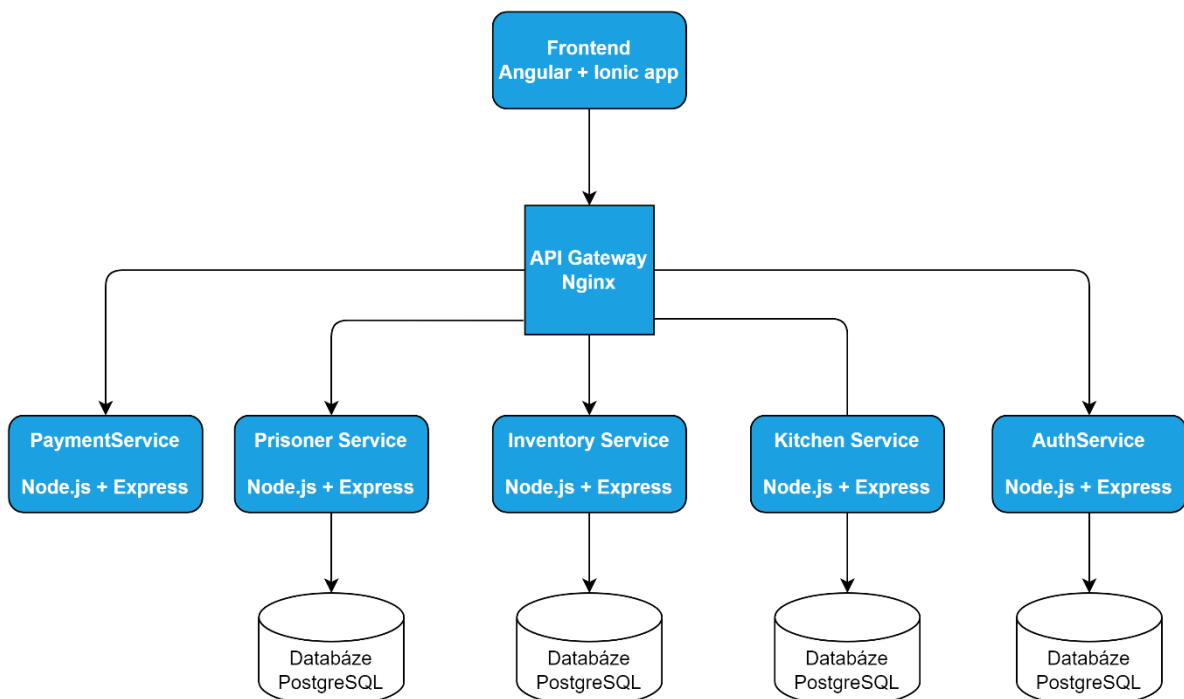 Frontend
Angular + Ionic app
API Gateway
Nginx
PaymentService
Node.js + Express
Prisoner Service
Node.js + Express
Inventory Service
Node.js + Express
Kitchen Service
Node.js + Express
AuthService
Node.js + Express
Databáze
PostgreSQL
Databáze
PostgreSQL
Databáze
PostgreSQL
Databáze
PostgreSQL